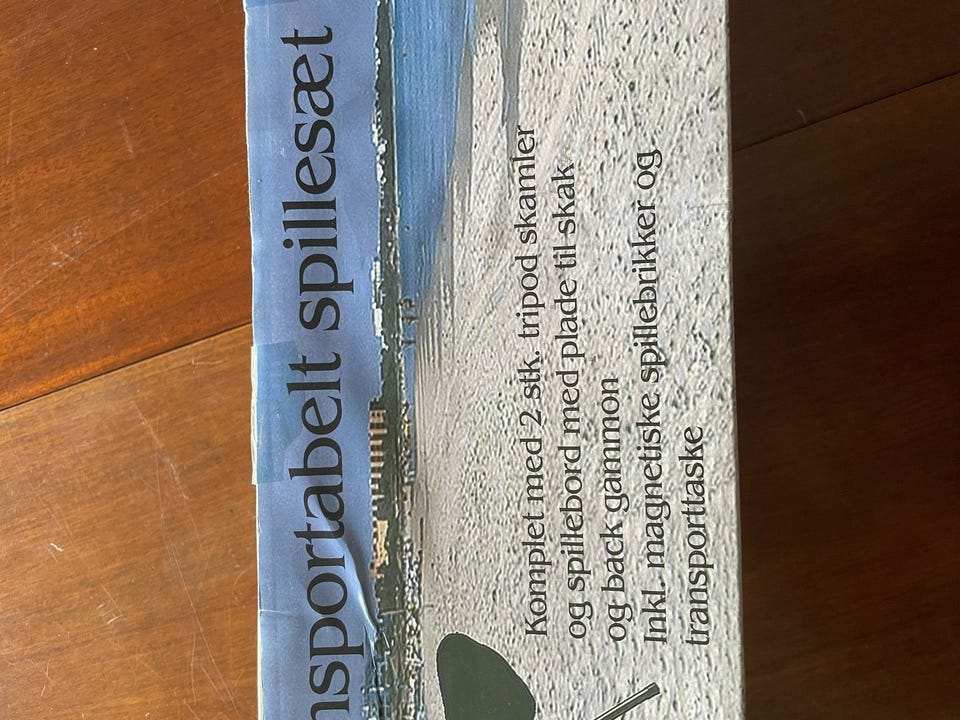 nsportabelt spillesæt
Komplet med 2 stk. tripod skamler
og spillebord med plade til skak
og back gammon
Inkl. magnetiske spillebrikker og
transporttaske